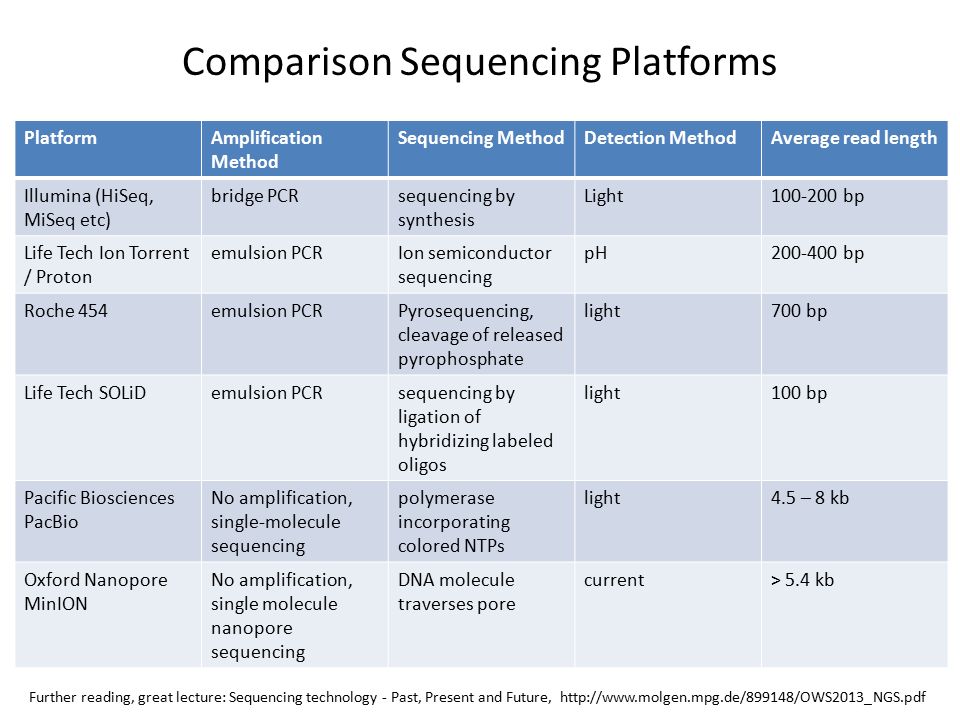 Comparison Sequencing Platforms
Platform
Amplification
Method
Sequencing Method
Detection Method
Average read length
Illumina (HiSeq,
MiSeq etc)
bridge PCR
sequencing by
synthesis
Light
100-200 bp
Life Tech Ion Torrent
/ Proton
emulsion PCR
Ion semiconductor
sequencing
pH
200-400 bp
Roche 454
emulsion PCR
Pyrosequencing,
cleavage of released
pyrophosphate
light
700 bp
Life Tech SOLiD
emulsion PCR
sequencing by
ligation of
hybridizing labeled
oligos
light
100 bp
Pacific Biosciences
PacBio
No amplification,
single-molecule
sequencing
polymerase
incorporating
colored NTPs
light
4.5 – 8 kb
Oxford Nanopore
MinION
No amplification,
single molecule
nanopore
sequencing
DNA molecule
traverses pore
current
> 5.4 kb
Further reading, great lecture: Sequencing technology - Past, Present and Future, http://www.molgen.mpg.de/899148/OWS2013_NGS.pdf